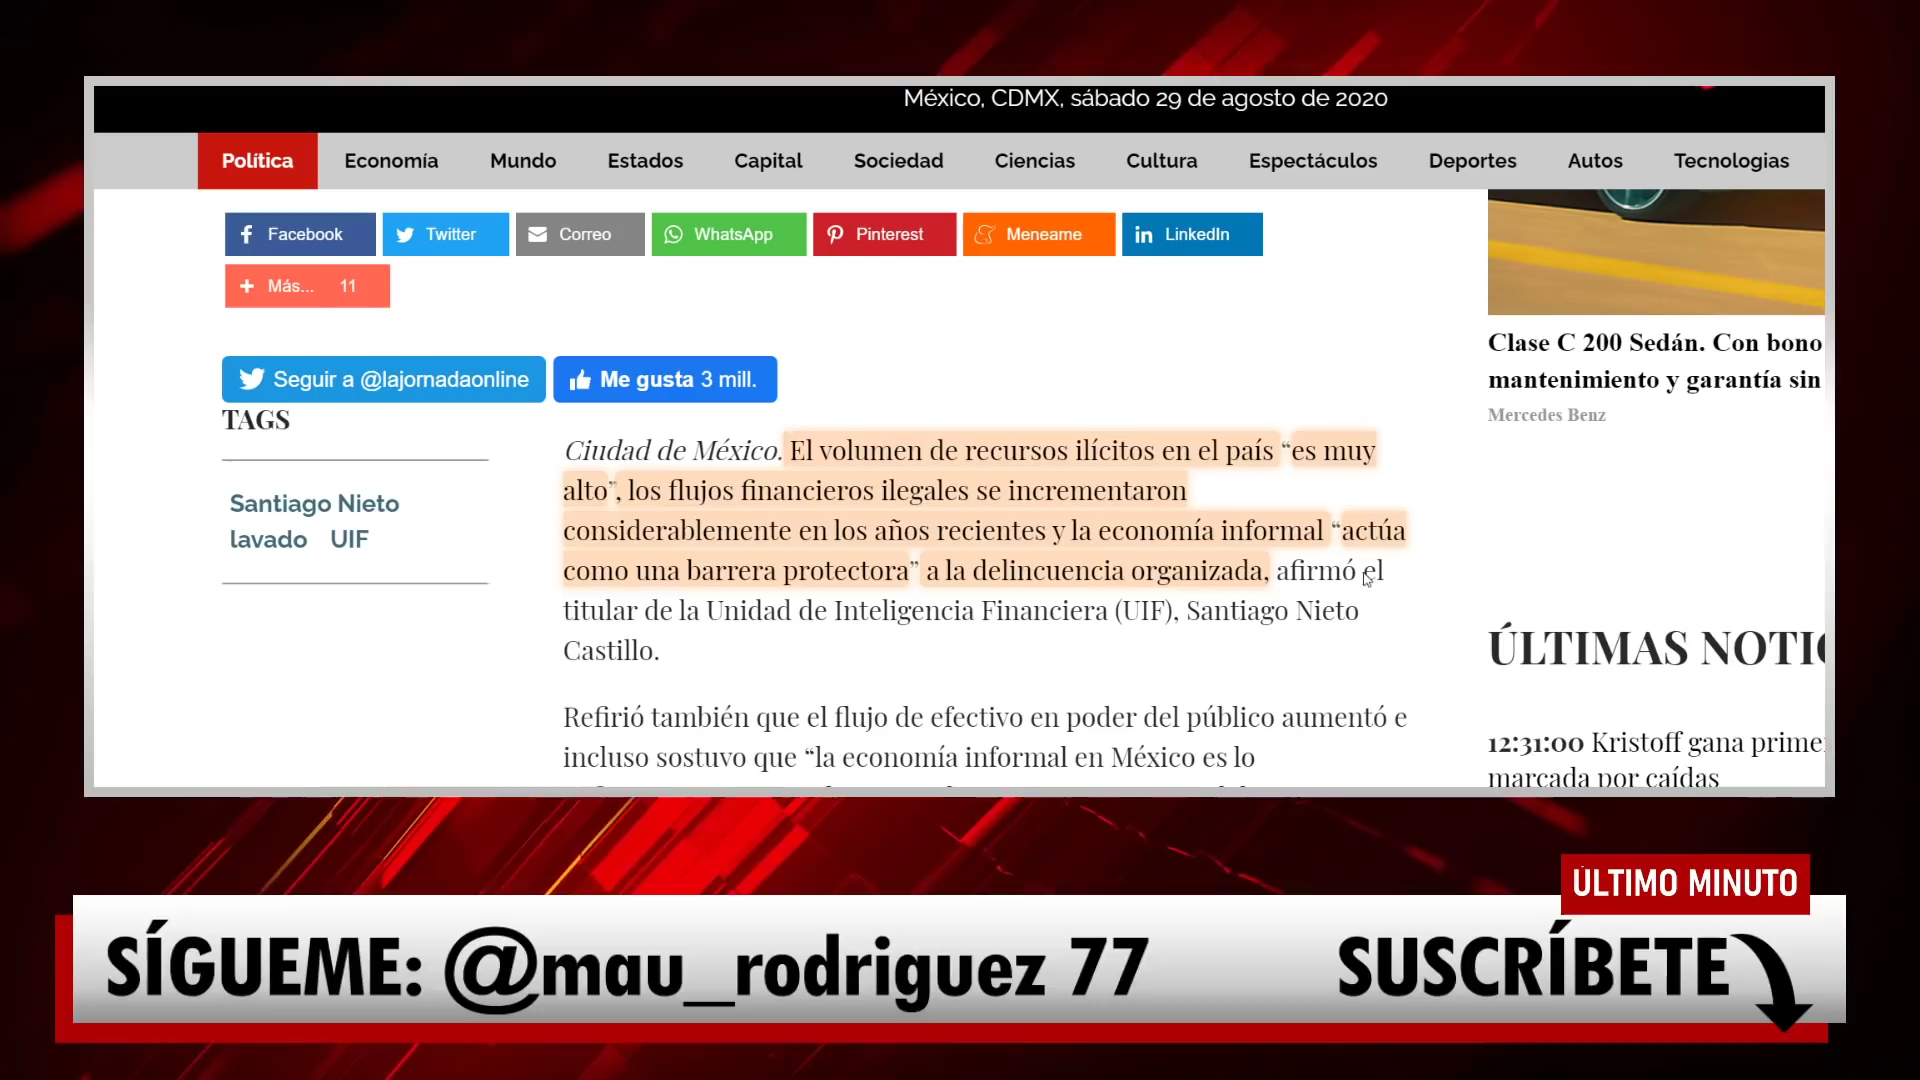 México, CDMX, sábado 29 de agosto de 2020
Política Economía Mundo Estados Capital Sociedad Ciencias Cultura Espectáculos Deportes Autos Tecnologias
Facebook Twitter Correo WhatsApp Pinterest Meneame LinkedIn
Más... 11
Seguir a @lajornadaonline Me gusta 3 mill.
TAGS
Santiago Nieto
lavado UIF
Ciudad de México. El volumen de recursos ilícitos en el país “es muy
alto”, los flujos financieros ilegales se incrementaron
considerablemente en los años recientes y la economía informal “actúa
como una barrera protectora” a la delincuencia organizada, afirmó el
titular de la Unidad de Inteligencia Financiera (UIF), Santiago Nieto
Castillo.
Refirió también que el flujo de efectivo en poder del público aumentó e
incluso sostuvo que “la economía informal en México es lo
Clase C 200 Sedán. Con bono
mantenimiento y garantía sin
Mercedes Benz
ÚLTIMAS NOTIC
12:31:00 Kristoff gana prime
marcada por caídas
ÚLTIMO MINUTO
SÍGUEME: @mau_rodriguez 77 SUSCRÍBETE